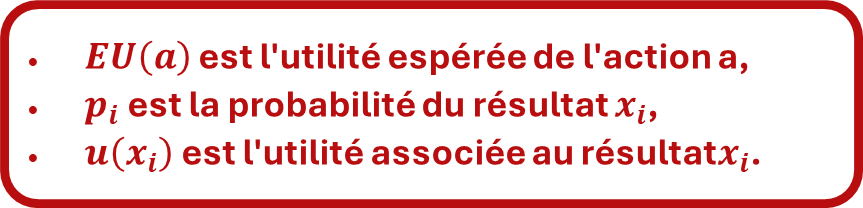 • EU(a) est l'utilité espérée de l'action a,
• pᵢ est la probabilité du résultat xᵢ,
• u(xᵢ) est l'utilité associée au résultatxᵢ.